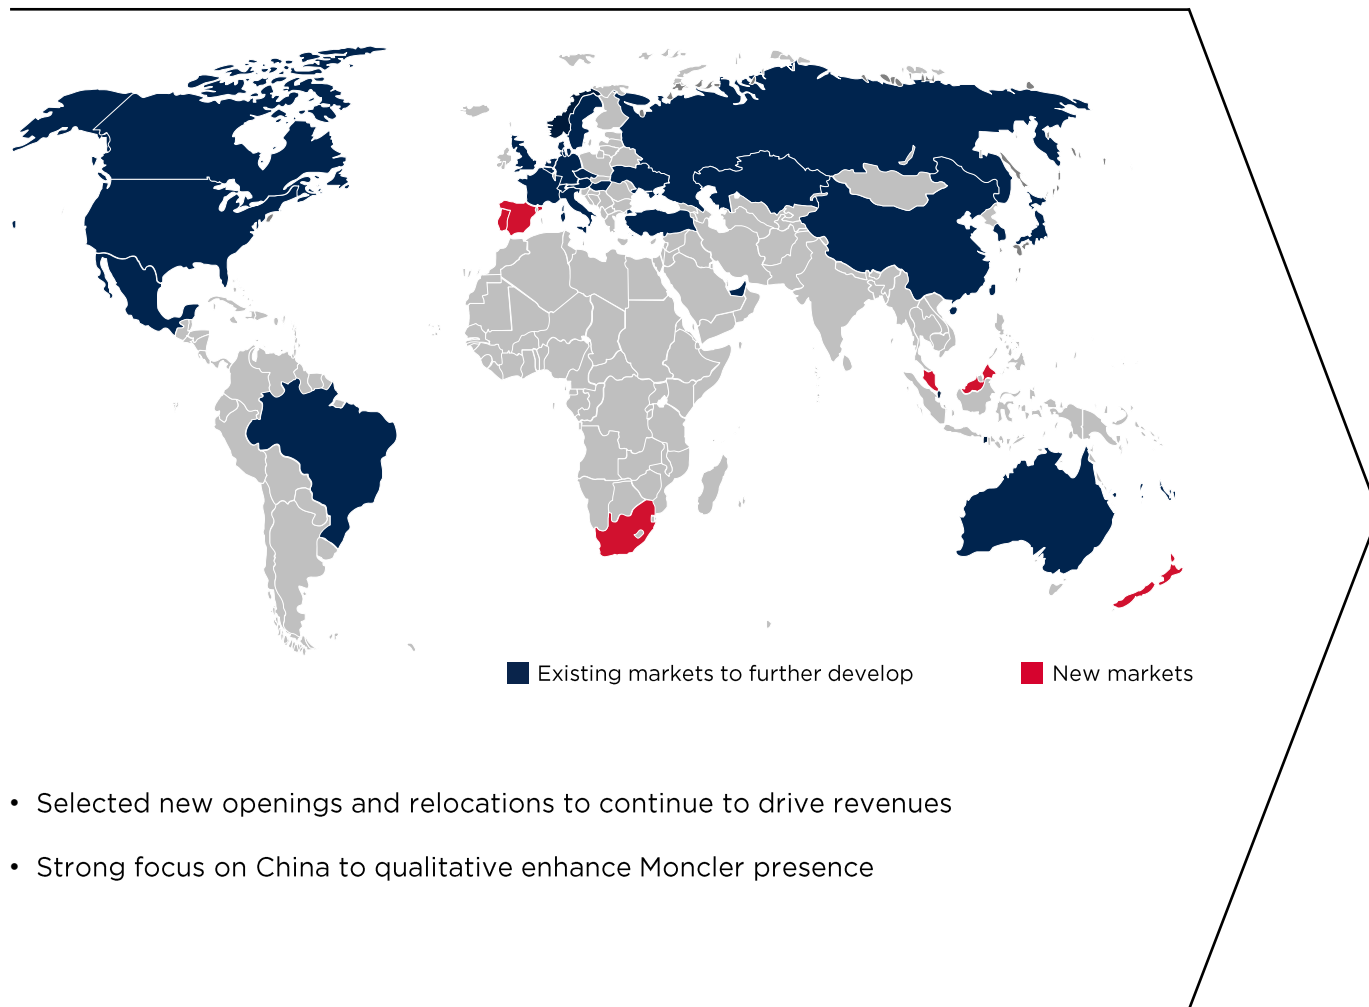 Existing markets to further develop
New markets
• Selected new openings and relocations to continue to drive revenues
• Strong focus on China to qualitative enhance Moncler presence